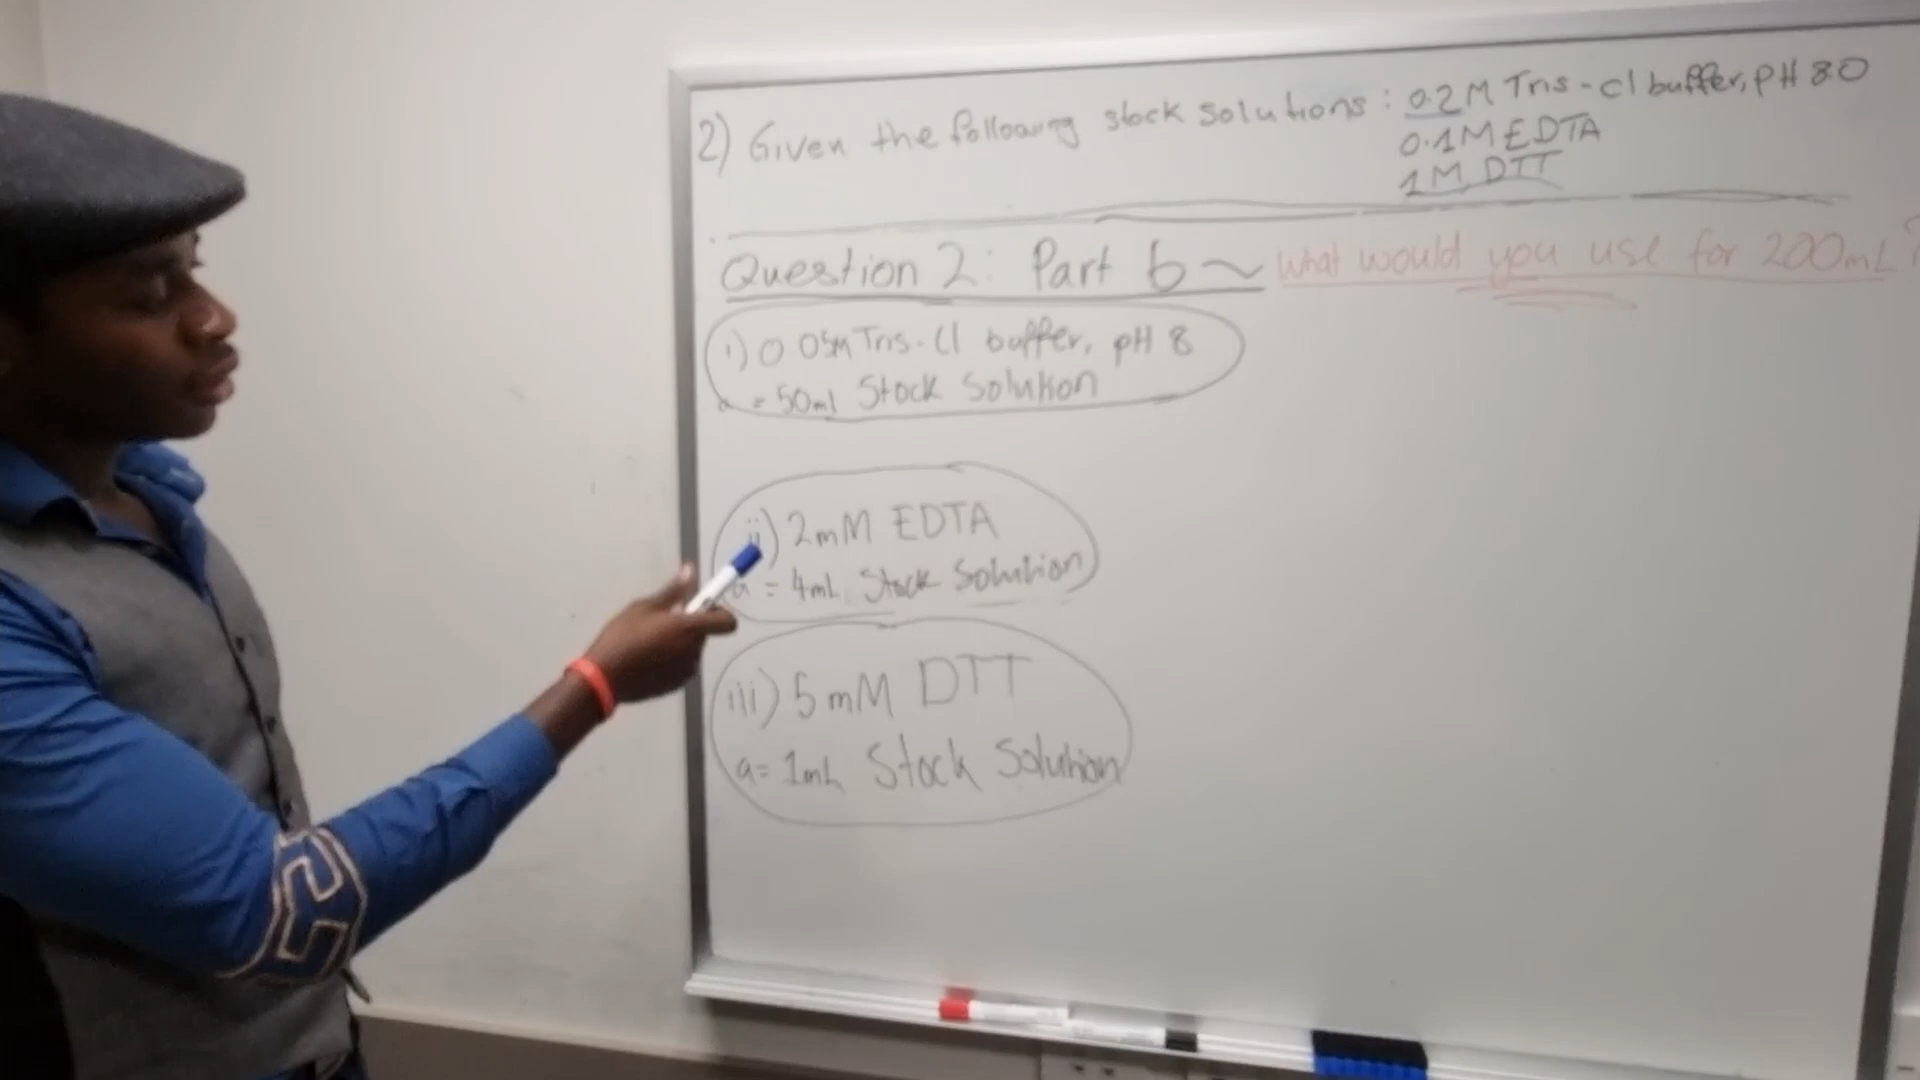 2) Given the following stock solutions : 0.2M Tris-cl buffer, pH 8.0
0.1M EDTA
1M DTT
Question 2: Part b ~ what would you use for 200mL?
i) 0.05M Tris-Cl buffer, pH 8
a = 50ml Stock Solution
ii) 2mM EDTA
a = 4mL Stock Solution
iii) 5mM DTT
a = 1mL Stock Solution